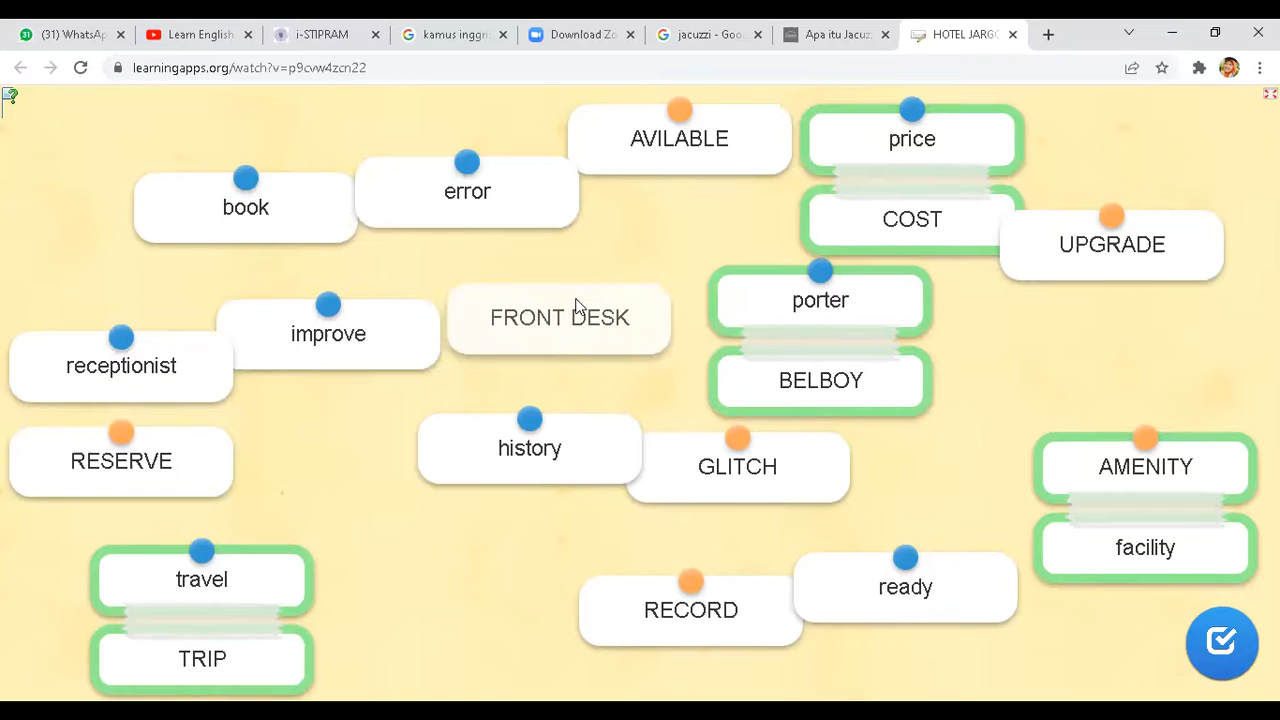 (31) WhatsAp
Learn English
i-STIPRAM
kamus inggri
Download Zo
jacuzzi - Goo
Apa itu Jacuzz
HOTEL JARGO
learningapps.org/watch?v=p9cvw4zcn22
AVILABLE
price
error
book
COST
UPGRADE
porter
FRONT DESK
improve
receptionist
BELBOY
history
RESERVE
GLITCH
AMENITY
facility
travel
ready
RECORD
TRIP